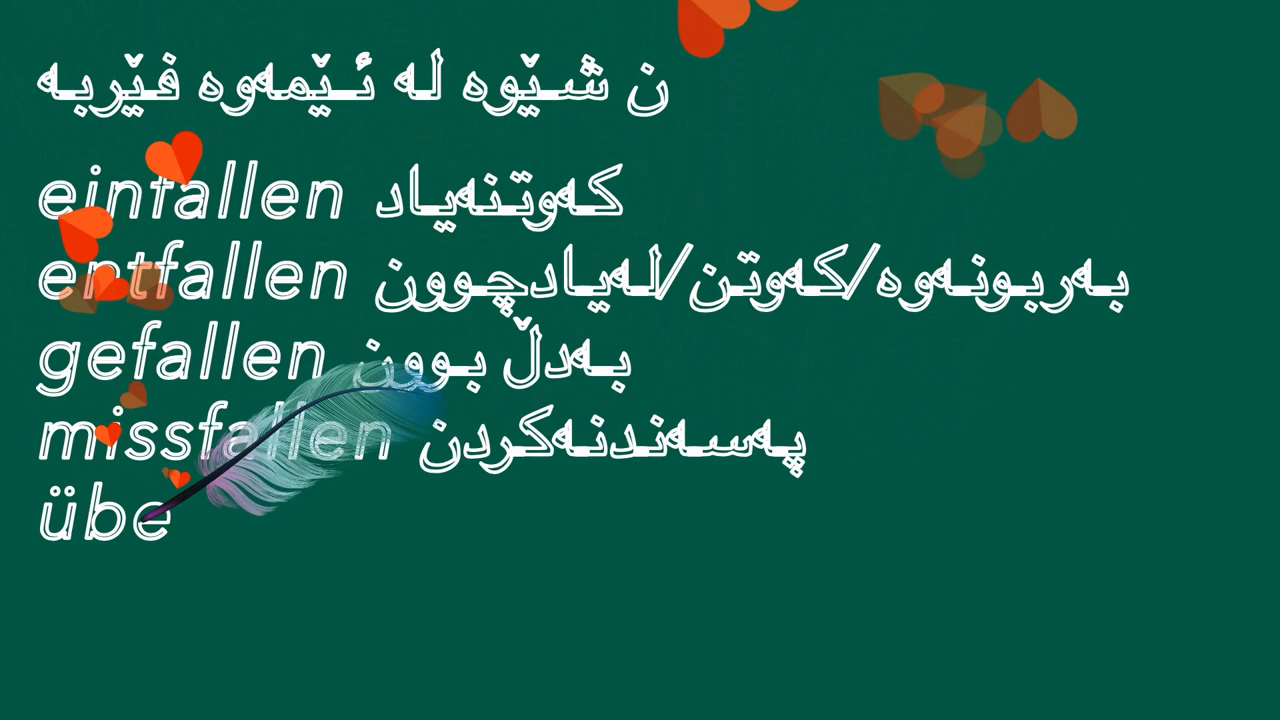 ن شێوە لە ئێمەوە فێربە
einfallen کەوتنەیاد
entfallen بەربونەوە/کەوتن/لەیادچوون
gefallen بەدڵ بوون
missfallen پەسەندنەکردن
übe